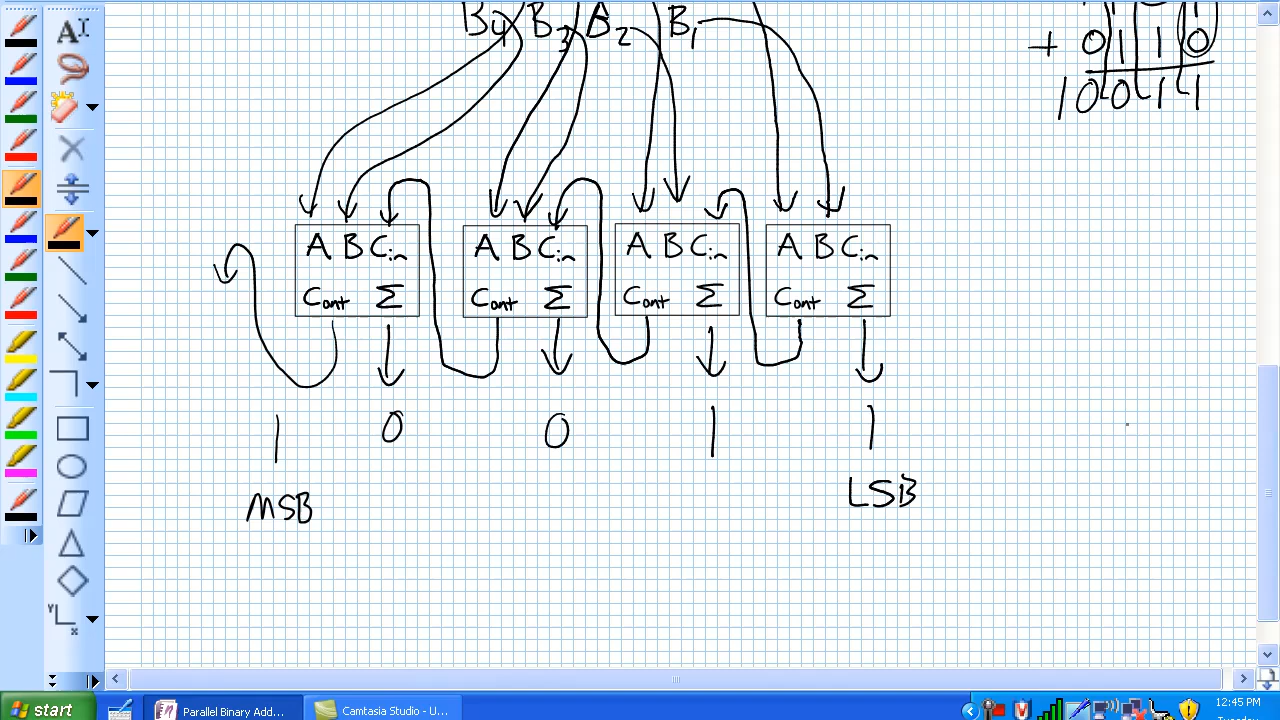 B4 B3 B2 B1
+ 0 1 1 0
1 0 0 1 1
A B Cin A B Cin A B Cin A B Cin
Cout Σ Cout Σ Cout Σ Cout Σ
1 0 0 1 1
MSB LSB
start Parallel Binary Add... Camtasia Studio - U... 12:45 PM
Tuesday